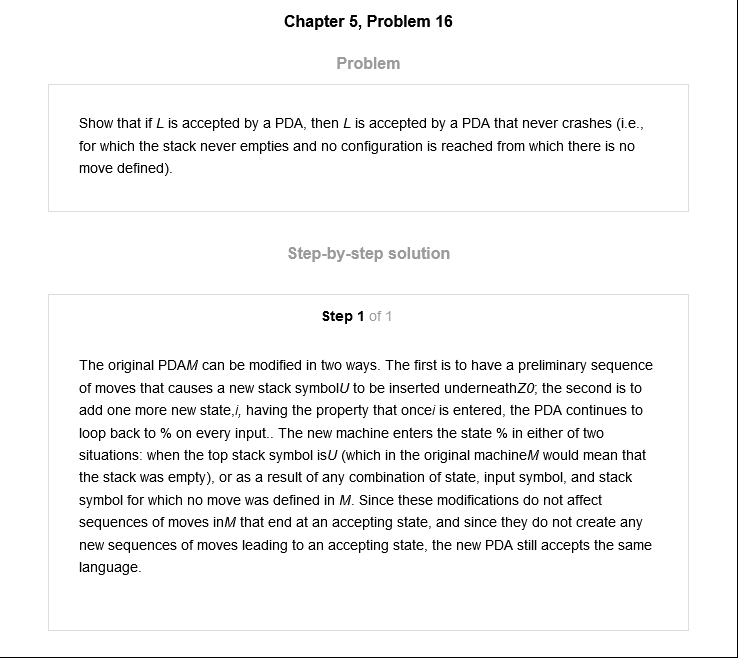 Chapter 5, Problem 16
Problem
Show that if L is accepted by a PDA, then L is accepted by a PDA that never crashes (i.e.,
for which the stack never empties and no configuration is reached from which there is no
move defined).
Step-by-step solution
Step 1 of 1
The original PDAM can be modified in two ways. The first is to have a preliminary sequence
of moves that causes a new stack symbolU to be inserted underneathZ0; the second is to
add one more new state,i, having the property that oncei is entered, the PDA continues to
loop back to % on every input.. The new machine enters the state % in either of two
situations: when the top stack symbol isU (which in the original machineM would mean that
the stack was empty), or as a result of any combination of state, input symbol, and stack
symbol for which no move was defined in M. Since these modifications do not affect
sequences of moves inM that end at an accepting state, and since they do not create any
new sequences of moves leading to an accepting state, the new PDA still accepts the same
language.